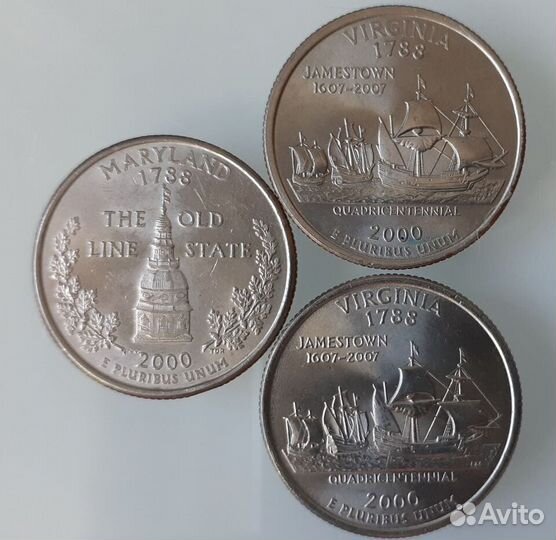 MARYLAND
1788
THE OLD
LINE STATE
2000
E PLURIBUS UNUM
VIRGINIA
1788
JAMESTOWN
1607-2007
QUADRICENTENNIAL
2000
E PLURIBUS UNUM
VIRGINIA
1788
JAMESTOWN
1607-2007
QUADRICENTENNIAL
2000
E PLURIBUS UNUM
Avito